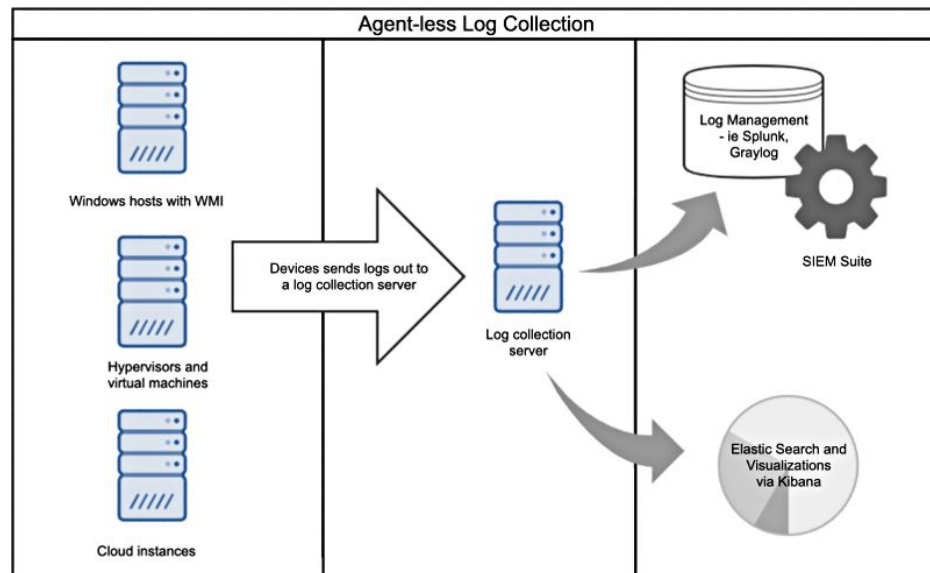 Agent-less Log Collection
Windows hosts with WMI
Hypervisors and
virtual machines
Cloud instances
Devices sends logs out to
a log collection server
Log collection
server
Log Management
- ie Splunk,
Graylog
SIEM Suite
Elastic Search and
Visualizations
via Kibana